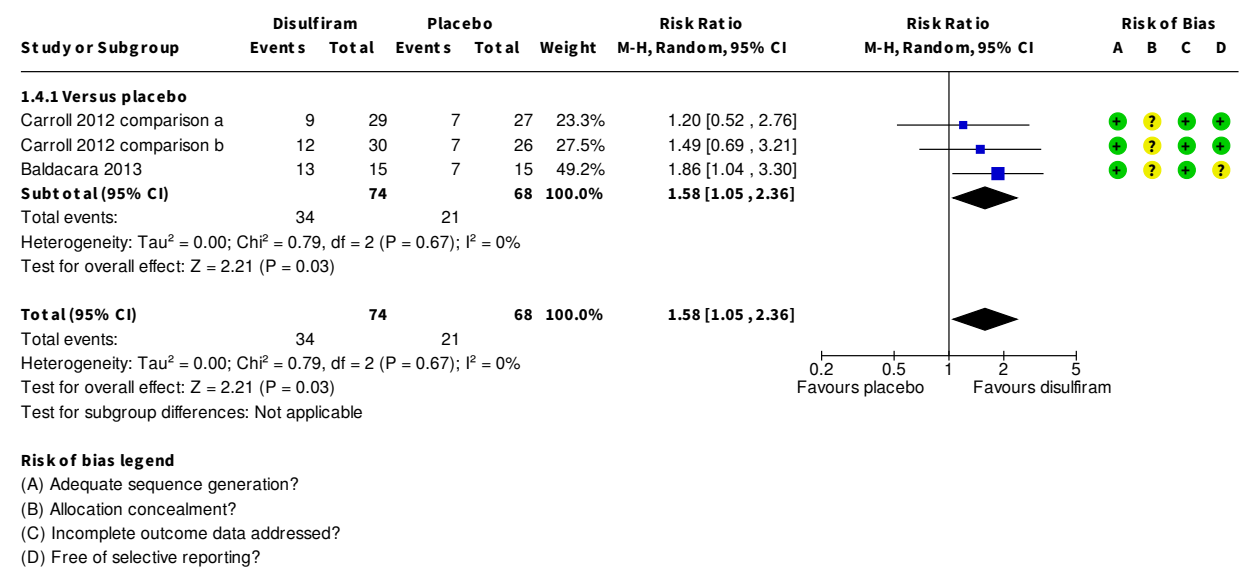 Disulfiram Placebo Risk Ratio Risk Ratio Risk of Bias
Study or Subgroup Events Total Events Total Weight M-H, Random, 95% CI M-H, Random, 95% CI A B C D
1.4.1 Versus placebo
Carroll 2012 comparison a 9 29 7 27 23.3% 1.20 [0.52 , 2.76] + ? + +
Carroll 2012 comparison b 12 30 7 26 27.5% 1.49 [0.69 , 3.21] + ? + +
Baldacara 2013 13 15 7 15 49.2% 1.86 [1.04 , 3.30] + ? + ?
Subtotal (95% CI) 74 68 100.0% 1.58 [1.05 , 2.36]
Total events: 34 21
Heterogeneity: Tau² = 0.00; Chi² = 0.79, df = 2 (P = 0.67); I² = 0%
Test for overall effect: Z = 2.21 (P = 0.03)
Total (95% CI) 74 68 100.0% 1.58 [1.05 , 2.36]
Total events: 34 21
Heterogeneity: Tau² = 0.00; Chi² = 0.79, df = 2 (P = 0.67); I² = 0%
0.2 0.5 1 2 5
Test for overall effect: Z = 2.21 (P = 0.03) Favours placebo Favours disulfiram
Test for subgroup differences: Not applicable
Risk of bias legend
(A) Adequate sequence generation?
(B) Allocation concealment?
(C) Incomplete outcome data addressed?
(D) Free of selective reporting?